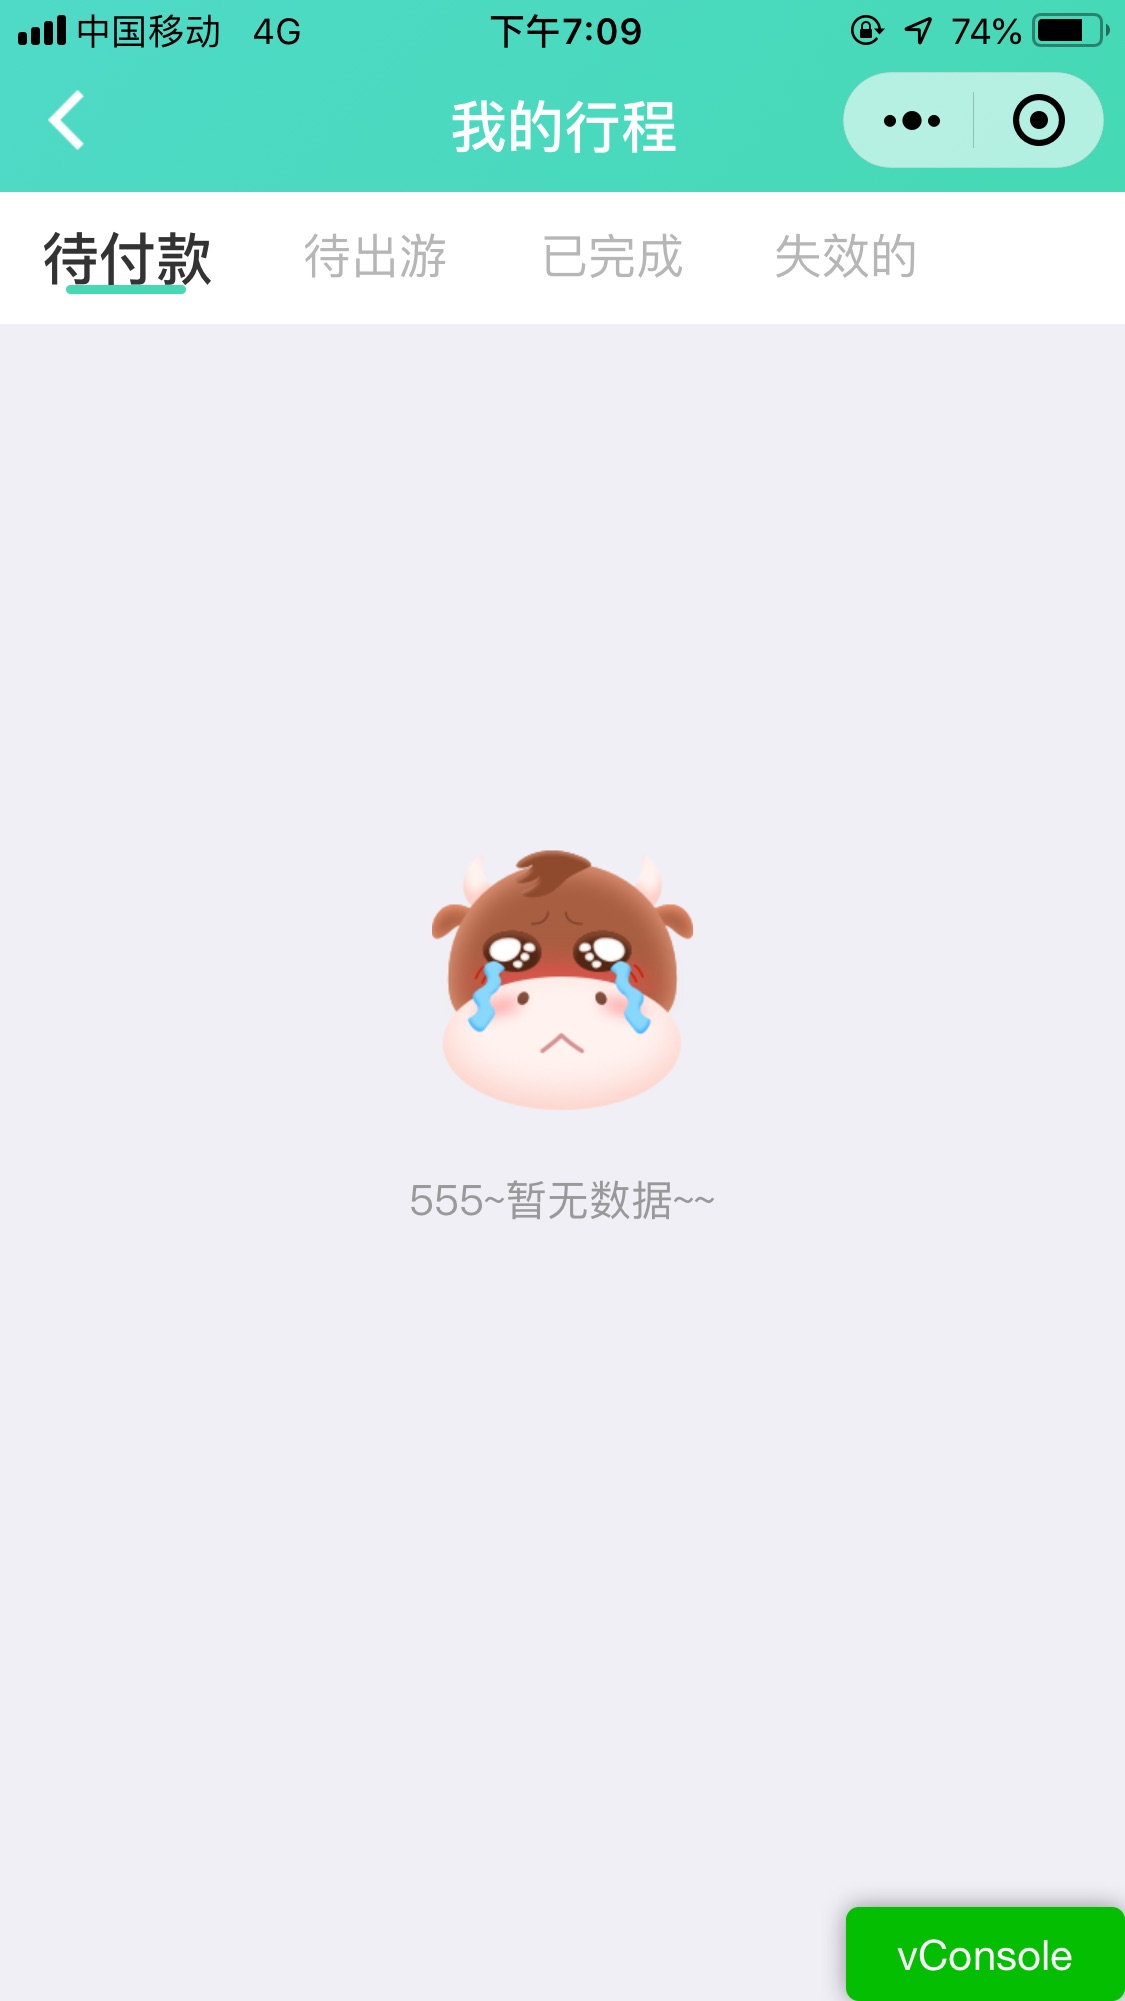 中国移动 4G 下午7:09 74%
我的行程
待付款 待出游 已完成 失效的
555~暂无数据~~
vConsole